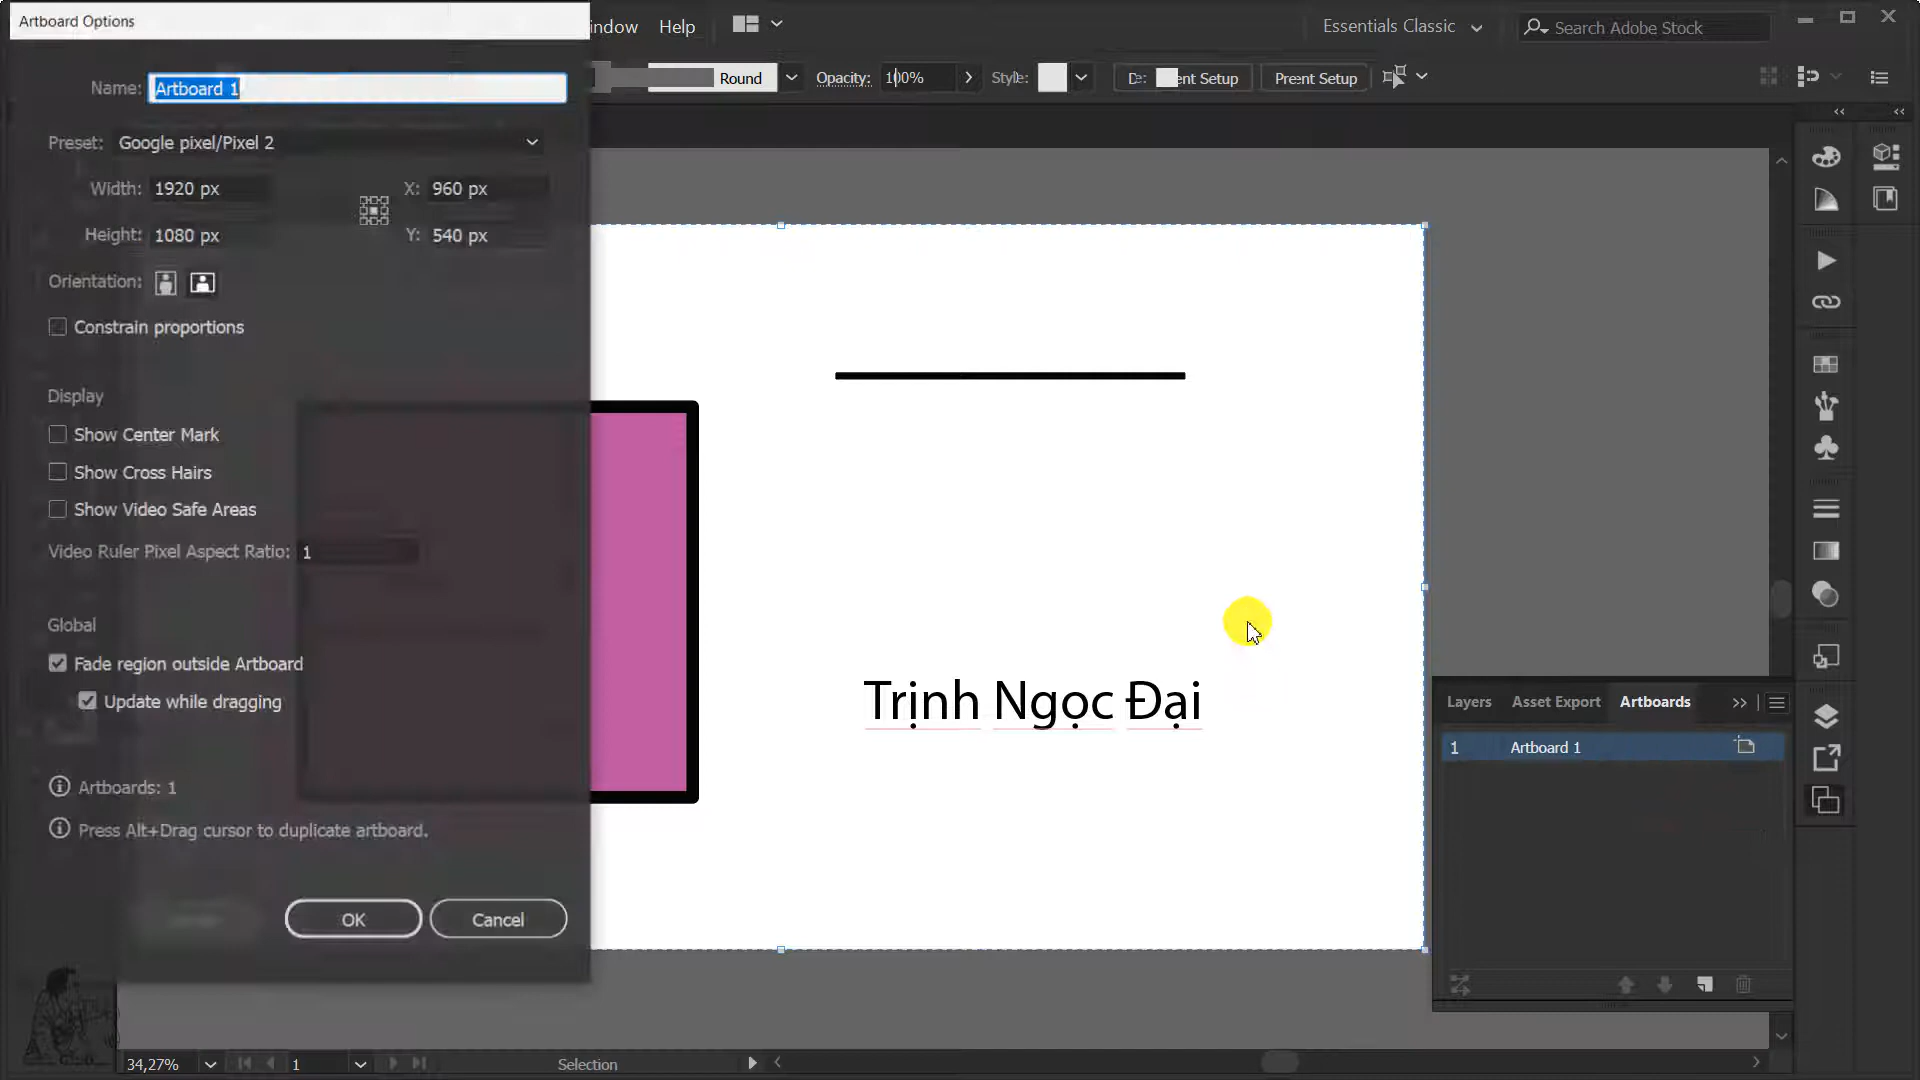 Artboard Options
Window Help
Essentials Classic
Search Adobe Stock
Name: Artboard 1
Round
Opacity: 100%
Style:
ent Setup
Preent Setup
Preset: Google pixel/Pixel 2
Width: 1920 px
X: 960 px
Height: 1080 px
Y: 540 px
Orientation:
Constrain proportions
Display
Show Center Mark
Show Cross Hairs
Show Video Safe Areas
Video Ruler Pixel Aspect Ratio: 1
Global
Fade region outside Artboard
Update while dragging
Trịnh Ngọc Đại
Layers Asset Export Artboards
1 Artboard 1
Artboards: 1
Press Alt+Drag cursor to duplicate artboard.
OK Cancel
34,27%
1
Selection